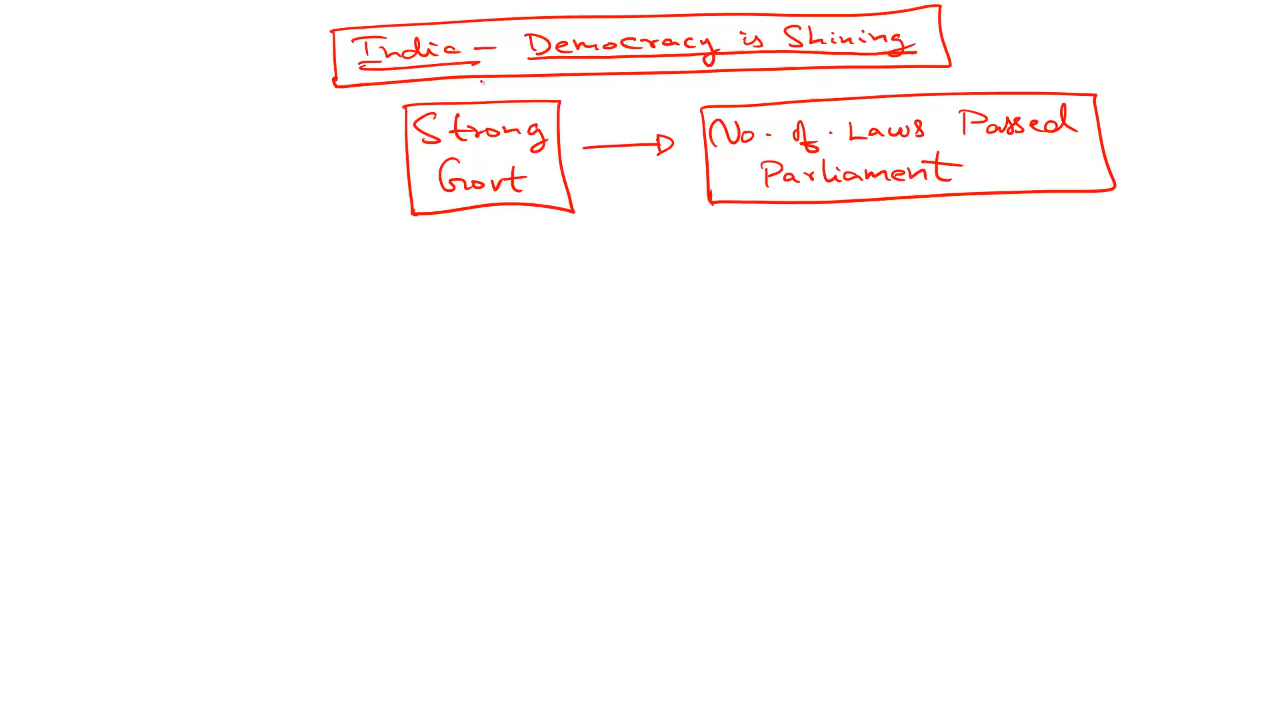 India - Democracy is Shining
Strong
Govt
No. of. Laws Passed
Parliament